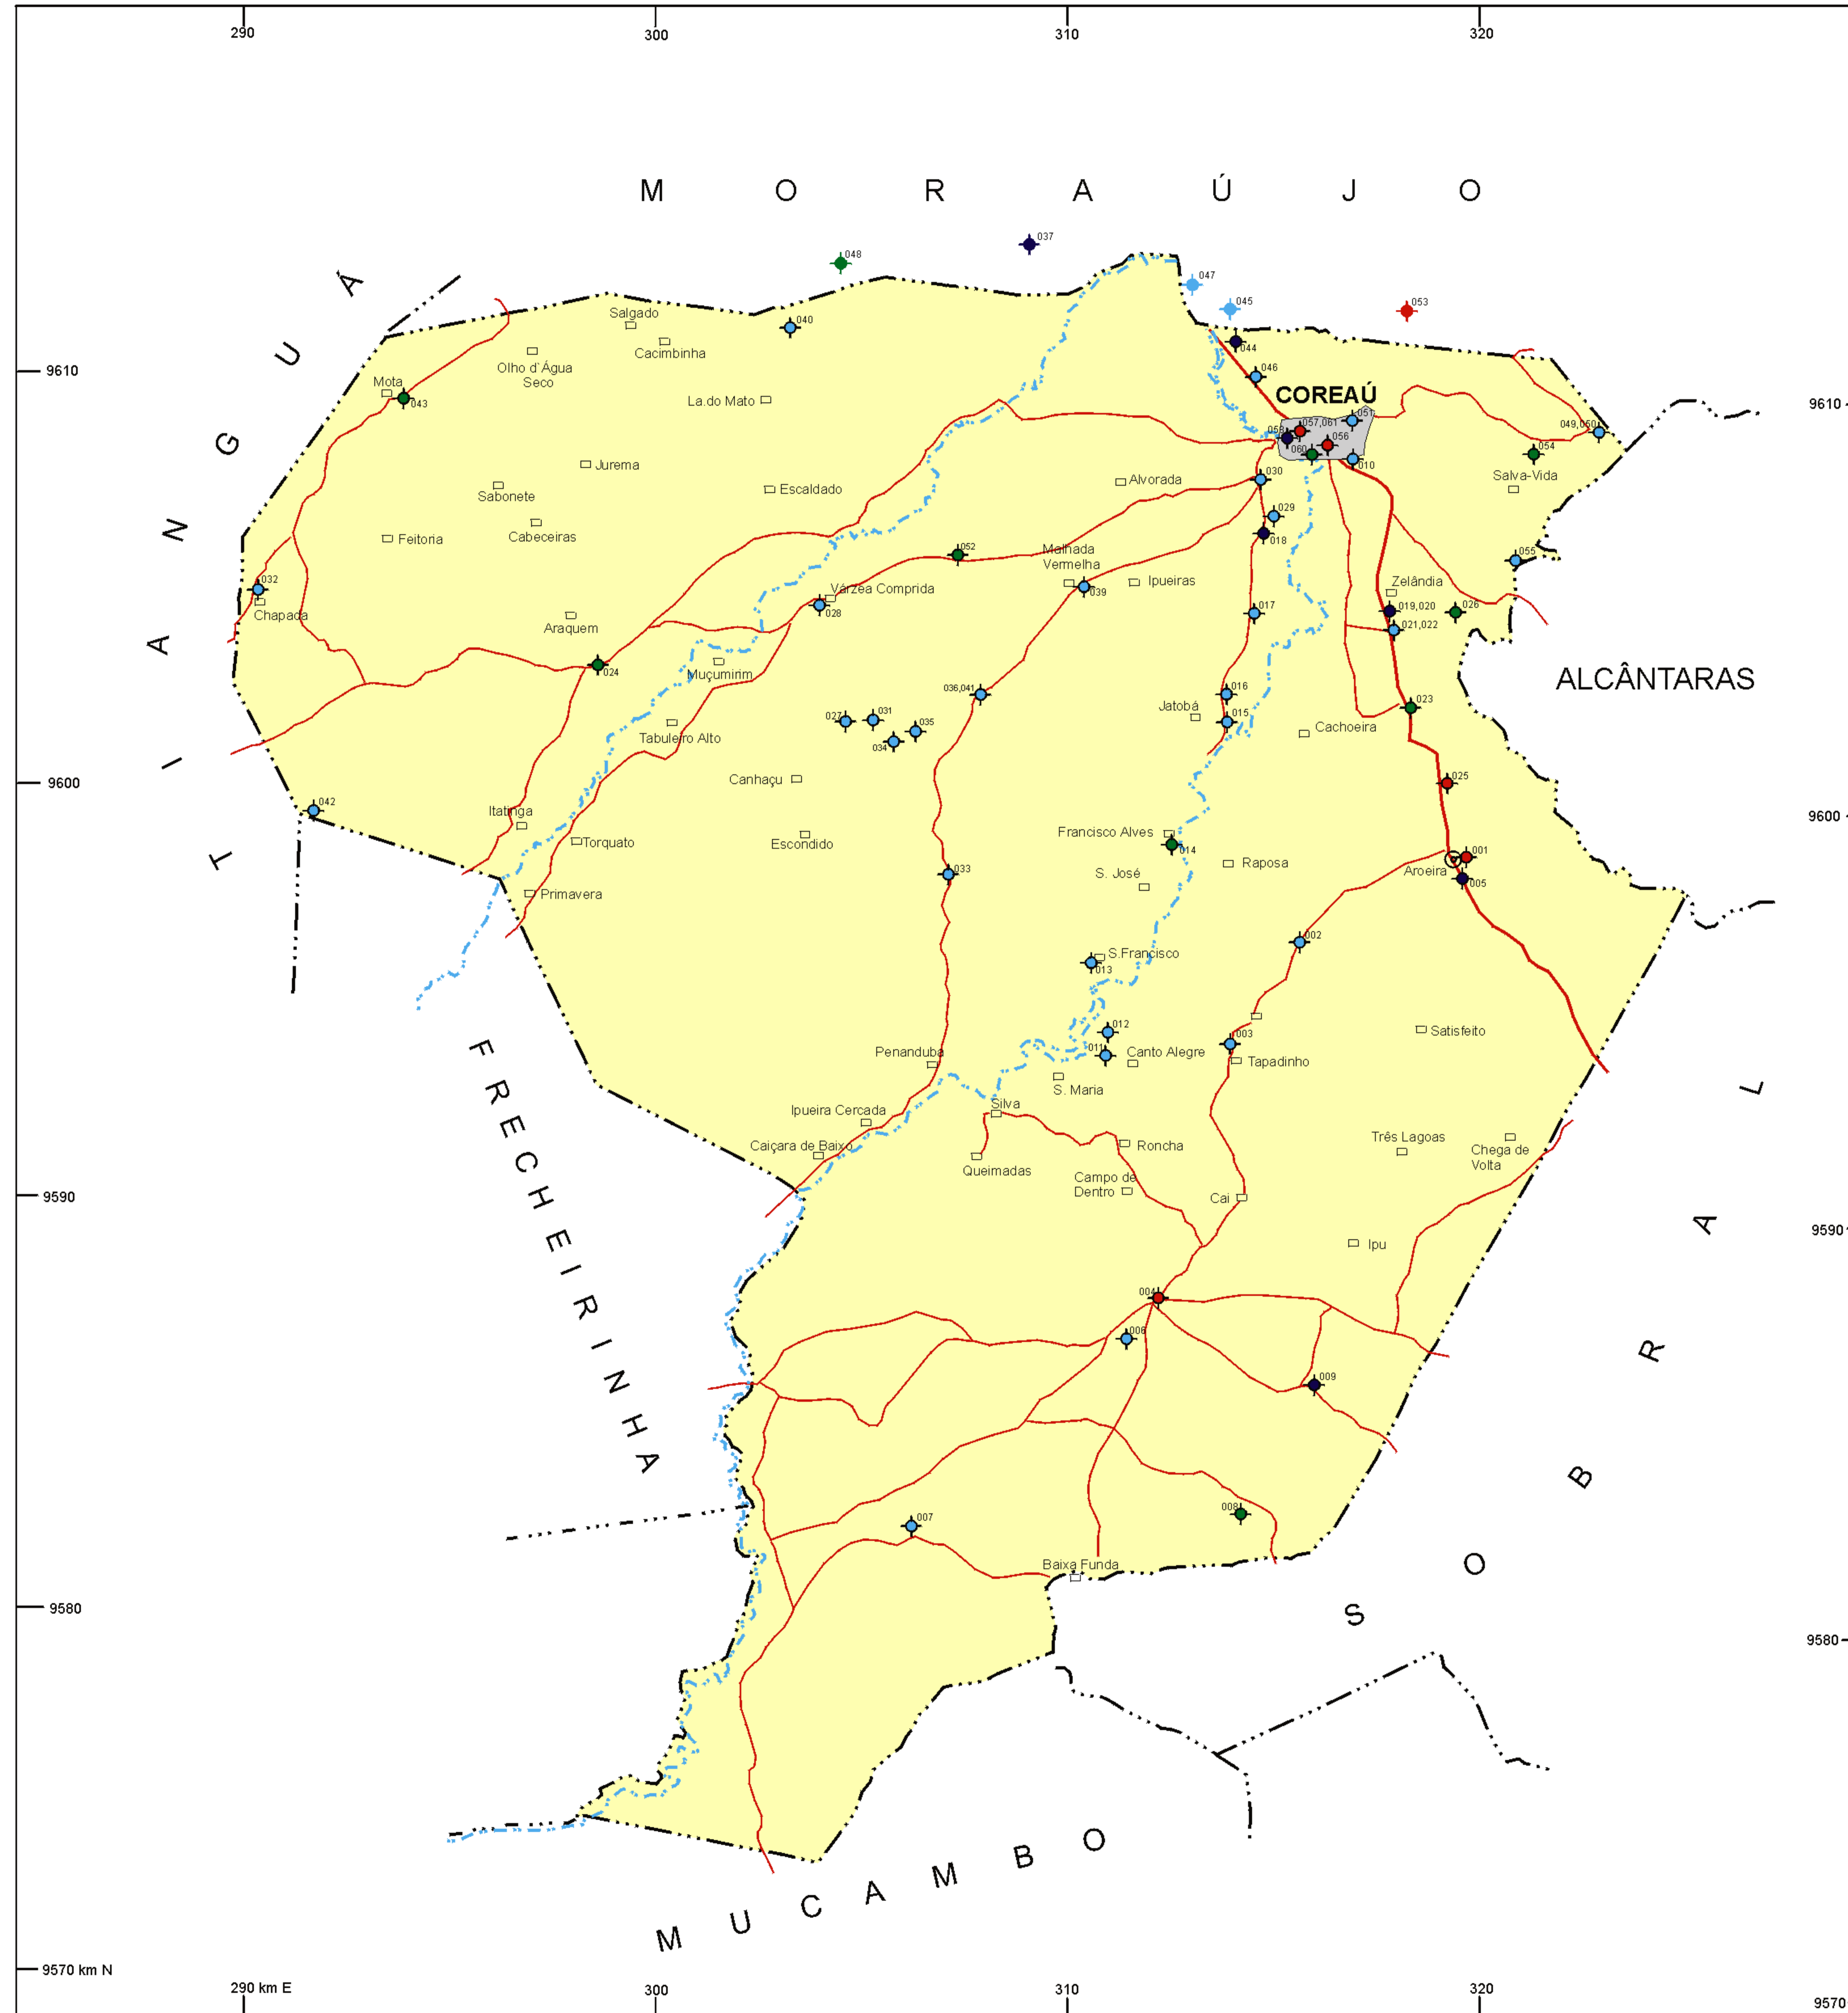 290
300
310
320
M O R A Ú J O
037
048
047
045
053
T I A N G U Á
Salgado
040
Cacimbinha
044
Olho d'Água
Seco
046
9610
Mota
COREAÚ
043
La.do Mato
9610
051
057,061
049,050
058
056
060
054
010
Jurema
Salva-Vida
030
Alvorada
Sabonete
Escaldado
029
Cabeceiras
018
Feitoria
052
Malhada
Vermelha
055
032
Ipueiras
Zelândia
039
Várzea Comprida
Chapada
028
017
019,020
026
Araquem
021,022
024
Muçumirim
ALCÂNTARAS
036,041
016
023
Jatobá
015
027
031
035
Cachoeira
Tabuleiro Alto
034
Canhaçu
9600
025
042
Itatinga
9600
Francisco Alves
Torquato
Escondido
014
001
Raposa
Aroeira
033
S. José
005
Primavera
002
S.Francisco
013
012
Satisfeito
003
011
Canto Alegre
Penanduba
Tapadinho
S. Maria
F R E C H E I R I N H A
Silva
Ipueira Cercada
Três Lagoas
Caiçara de Baixo
Roncha
Chega de
Volta
Queimadas
Campo de
Dentro
9590
Cai
9590
Ipu
004
006
009
S O B R A L
008
007
Baixa Funda
9580
9580
M U C A M B O
9570 km N
290 km E
300
310
320
9570